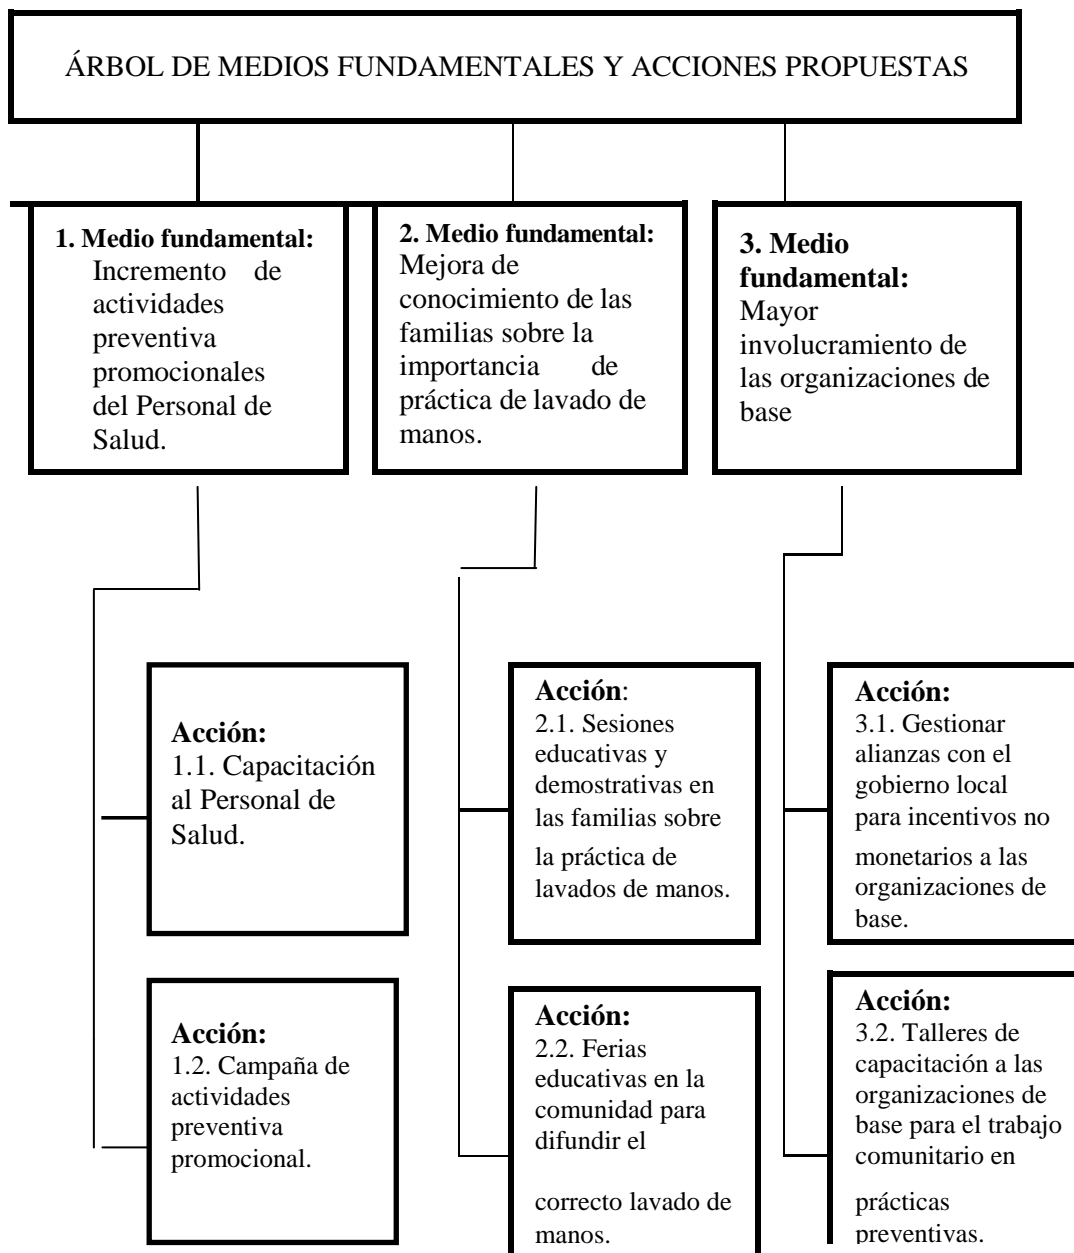 ÁRBOL DE MEDIOS FUNDAMENTALES Y ACCIONES PROPUESTAS
1. Medio fundamental:
Incremento de
actividades
preventiva
promocionales
del Personal de
Salud.
2. Medio fundamental:
Mejora de
conocimiento de las
familias sobre la
importancia de
práctica de lavado de
manos.
3. Medio
fundamental:
Mayor
involucramiento de
las organizaciones de
base
Acción:
1.1. Capacitación
al Personal de
Salud.
Acción:
2.1. Sesiones
educativas y
demostrativas en
las familias sobre
la práctica de
lavados de manos.
Acción:
3.1. Gestionar
alianzas con el
gobierno local
para incentivos no
monetarios a las
organizaciones de
base.
Acción:
1.2. Campaña de
actividades
preventiva
promocional.
Acción:
2.2. Ferias
educativas en la
comunidad para
difundir el
correcto lavado de
manos.
Acción:
3.2. Talleres de
capacitación a las
organizaciones de
base para el trabajo
comunitario en
prácticas
preventivas.